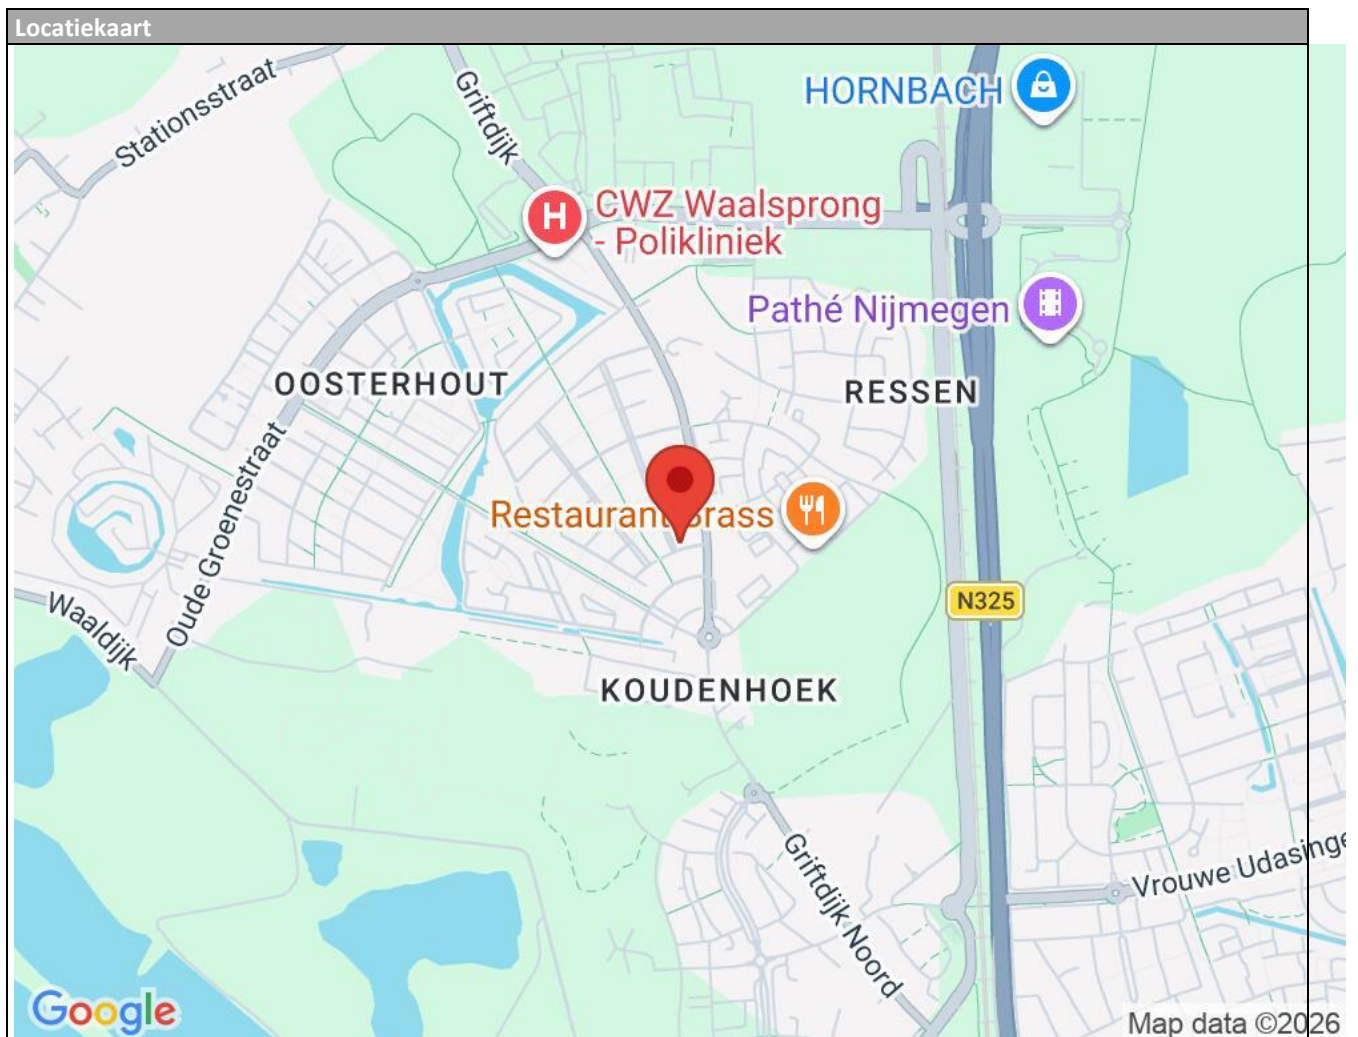 Locatiekaart
Stationsstraat
Griftdijk
HORNBACH
H
CWZ Waalsprong
- Polikliniek
Pathé Nijmegen
OOSTERHOUT
RESSEN
Oude Groenestraat
Restaurant
N325
Waaldijk
KOUDENHOEK
Griftdijk Noord
Vrouwe Udasinge
Google
Map data ©2026